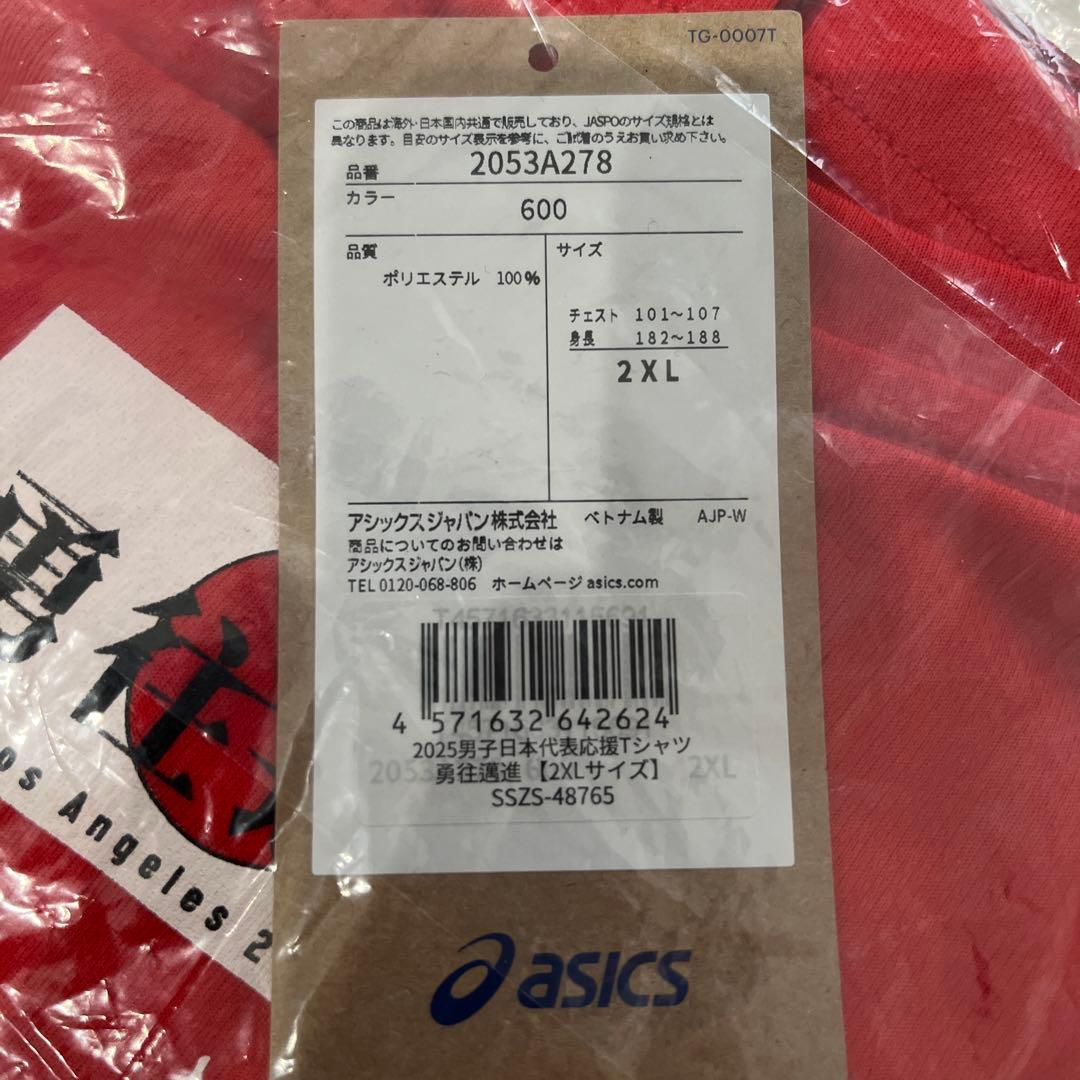 TG-0007T
この商品は海外・日本国内共通で販売しており、JASPOのサイズ規格とは
異なります。目安のサイズ表示を参考に、ご試着のうえお買い求め下さい。
品番 2053A278
カラー 600
品質
ポリエステル 100%
サイズ
チェスト 101~107
身長 182~188
2XL
アシックスジャパン株式会社 ベトナム製 AJP-W
商品についてのお問い合わせは
アシックスジャパン(株)
TEL 0120-068-806 ホームページ asics.com
4 571632 642624
2025男子日本代表応援Tシャツ
勇往邁進【2XLサイズ】
SSZS-48765
2053
2XL
asics
勇往
os Angeles 2